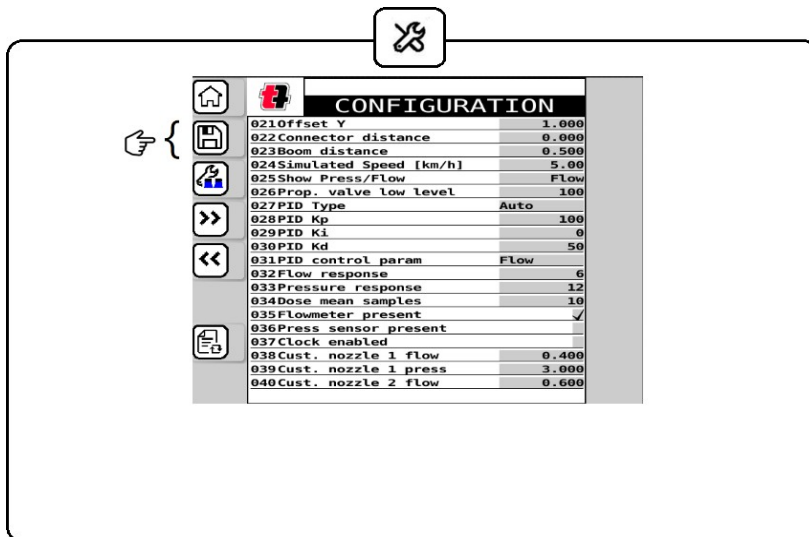 CONFIGURATION
021Offset Y 1.000
022Connector distance 0.000
023Boom distance 0.500
024Simulated Speed [km/h] 5.00
025Show Press/Flow Flow
026Prop. valve low level 100
027PID Type Auto
028PID Kp 100
029PID Ki 0
030PID Kd 50
031PID control param Flow
032Flow response 6
033Pressure response 12
034Dose mean samples 10
035Flowmeter present ✓
036Press sensor present
037Clock enabled
038Cust. nozzle 1 flow 0.400
039Cust. nozzle 1 press 3.000
040Cust. nozzle 2 flow 0.600